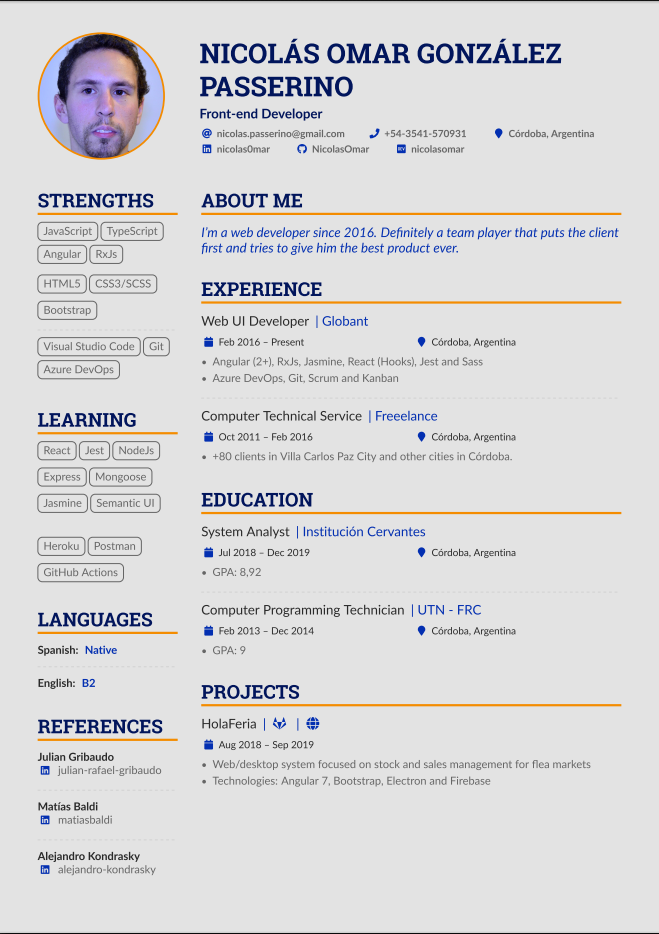 NICOLÁS OMAR GONZÁLEZ
PASSERINO
Front-end Developer
nicolas.passerino@gmail.com +54-3541-570931 Córdoba, Argentina
nicolas0mar NicolasOmar nicolasomar
STRENGTHS
JavaScript TypeScript
Angular RxJs
HTML5 CSS3/SCSS
Bootstrap
Visual Studio Code Git
Azure DevOps
LEARNING
React Jest NodeJs
Express Mongoose
Jasmine Semantic UI
Heroku Postman
GitHub Actions
LANGUAGES
Spanish: Native
English: B2
REFERENCES
Julian Gribaudo
julian-rafael-gribaudo
Matías Baldi
matiasbaldi
Alejandro Kondrasky
alejandro-kondrasky
ABOUT ME
I'm a web developer since 2016. Definitely a team player that puts the client
first and tries to give him the best product ever.
EXPERIENCE
Web UI Developer | Globant
Feb 2016 – Present Córdoba, Argentina
• Angular (2+), RxJs, Jasmine, React (Hooks), Jest and Sass
• Azure DevOps, Git, Scrum and Kanban
Computer Technical Service | Freeelance
Oct 2011 – Feb 2016 Córdoba, Argentina
• +80 clients in Villa Carlos Paz City and other cities in Córdoba.
EDUCATION
System Analyst | Institución Cervantes
Jul 2018 – Dec 2019 Córdoba, Argentina
• GPA: 8,92
Computer Programming Technician | UTN - FRC
Feb 2013 – Dec 2014 Córdoba, Argentina
• GPA: 9
PROJECTS
HolaFeria | |
Aug 2018 – Sep 2019
• Web/desktop system focused on stock and sales management for flea markets
• Technologies: Angular 7, Bootstrap, Electron and Firebase